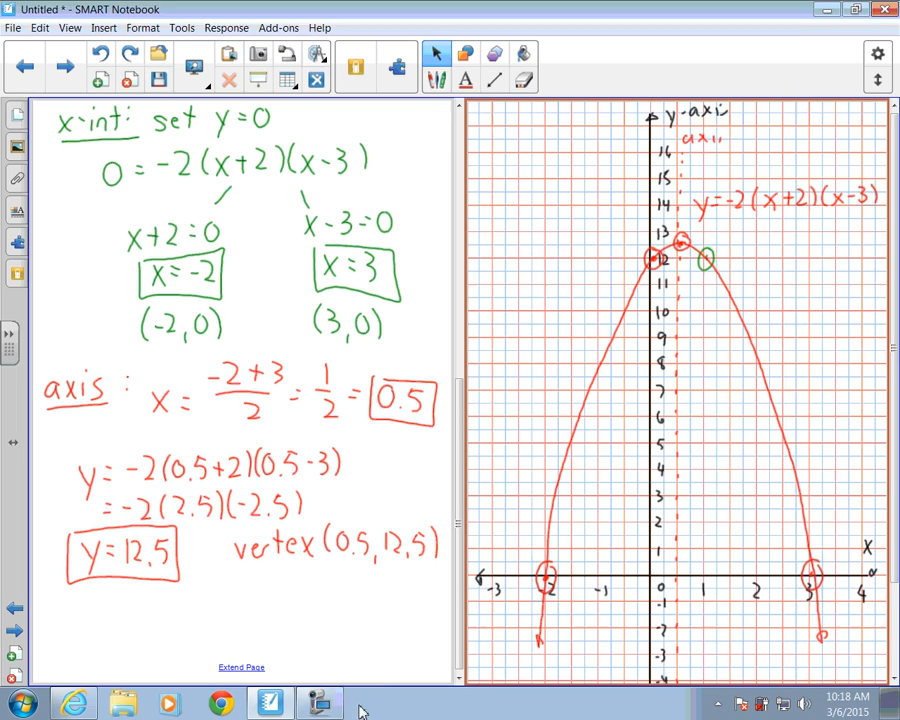 Untitled * - SMART Notebook
File Edit View Insert Format Tools Response Add-ons Help
x-int: set y=0
0 = -2(x+2)(x-3)
x+2=0 x-3=0
x=-2 x=3
(-2,0) (3,0)
axis: x = -2+3/2 = 1/2 = 0.5
y = -2(0.5+2)(0.5-3)
= -2(2.5)(-2.5)
y=12.5 vertex(0.5,12.5)
Extend Page
y-axis
axis
16
15
y=-2(x+2)(x-3)
14
13
12
11
10
9
8
7
6
5
4
3
2
1
x
-3 -2 -1 0 1 2 3 4
-1
-2
-3
-4
10:18 AM
3/6/2015